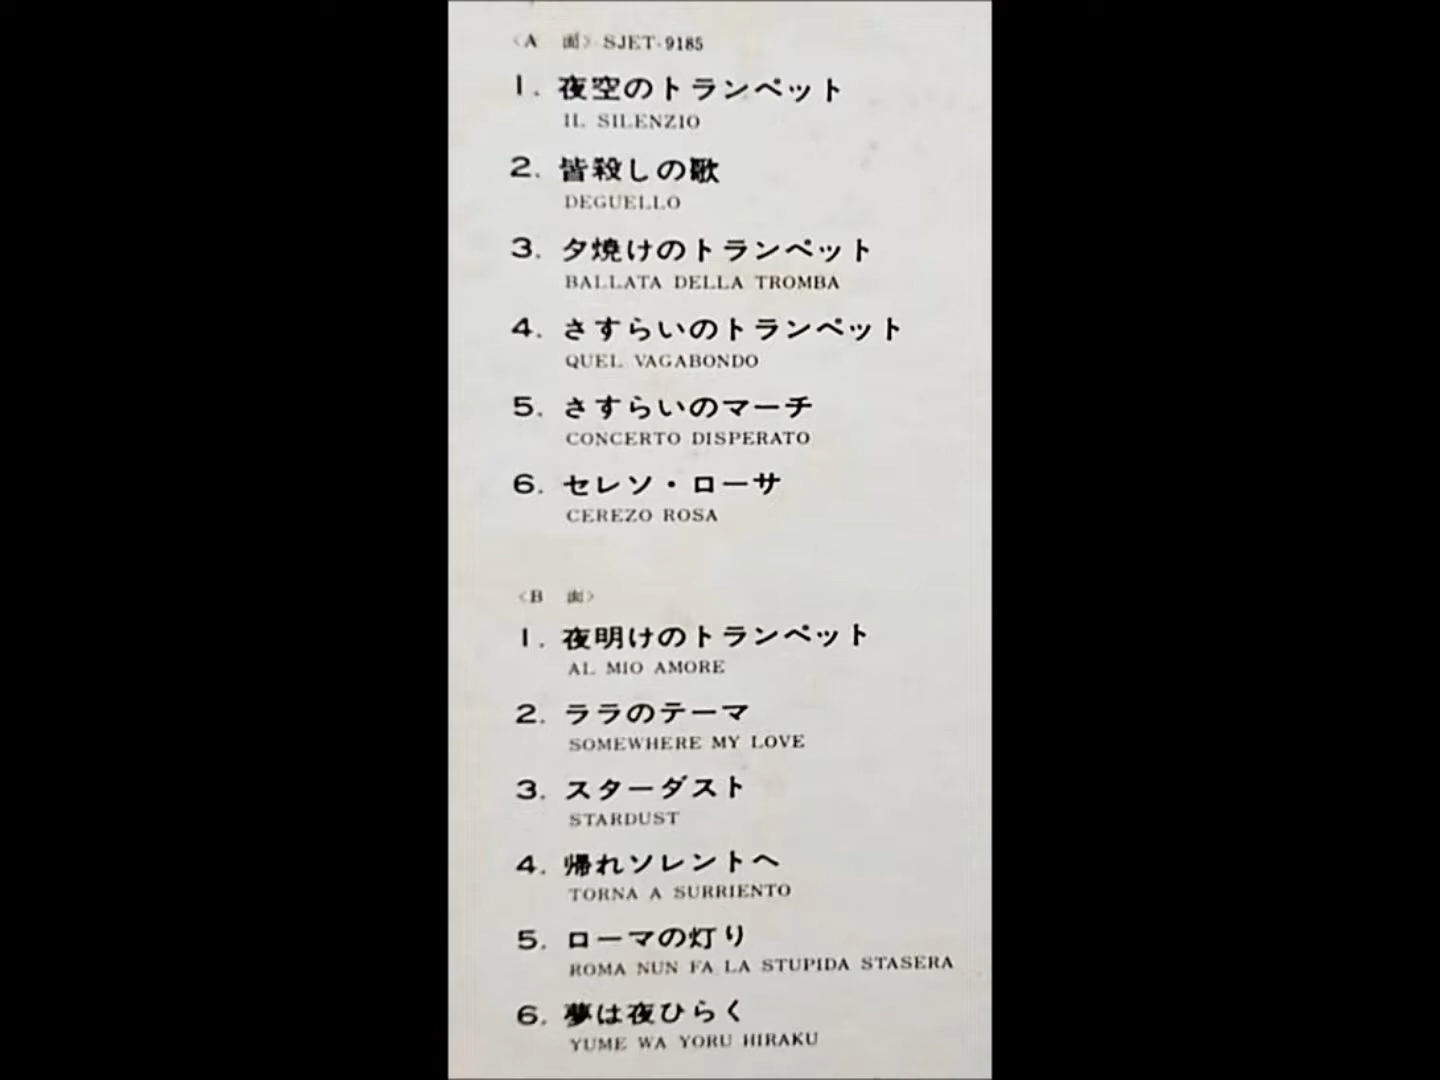 〈A 面〉 SJET-9185
1. 夜空のトランペット
IL SILENZIO
2. 皆殺しの歌
DEGUELLO
3. 夕焼けのトランペット
BALLATA DELLA TROMBA
4. さすらいのトランペット
QUEL VAGABONDO
5. さすらいのマーチ
CONCERTO DISPERATO
6. セレソ・ローサ
CEREZO ROSA
〈B 面〉
1. 夜明けのトランペット
AL MIO AMORE
2. ララのテーマ
SOMEWHERE MY LOVE
3. スターダスト
STARDUST
4. 帰れソレントへ
TORNA A SURRIENTO
5. ローマの灯り
ROMA NUN FA LA STUPIDA STASERA
6. 夢は夜ひらく
YUME WA YORU HIRAKU